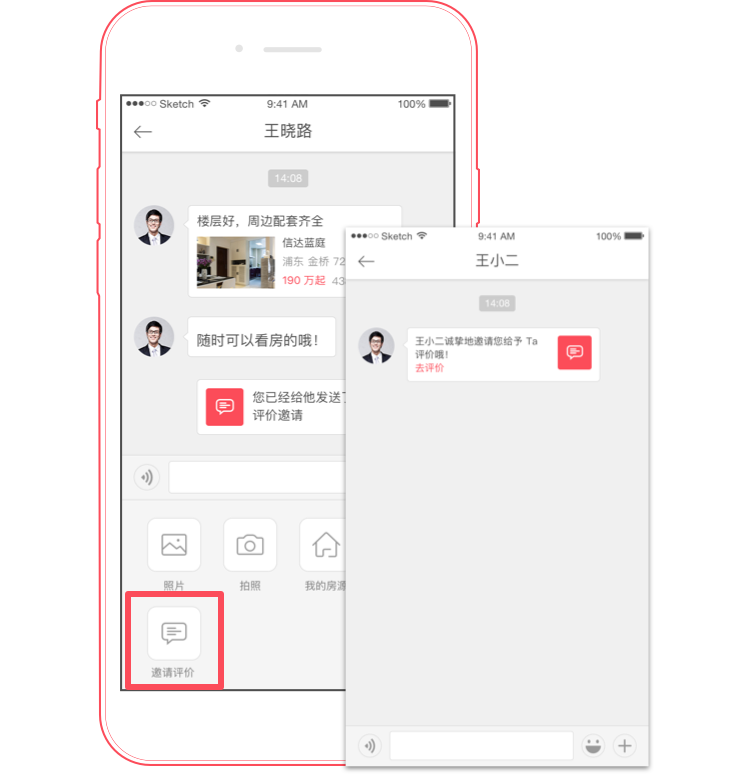 Sketch 9:41 AM 100%
王晓路
14:08
楼层好，周边配套齐全
信达蓝庭
浦东 金桥 72
190 万起 43
随时可以看房的哦！
您已经给他发送了
评价邀请
照片 拍照 我的房源
邀请评价
Sketch 9:41 AM 100%
王小二
14:08
王小二诚挚地邀请您给予 Ta
评价哦！
去评价